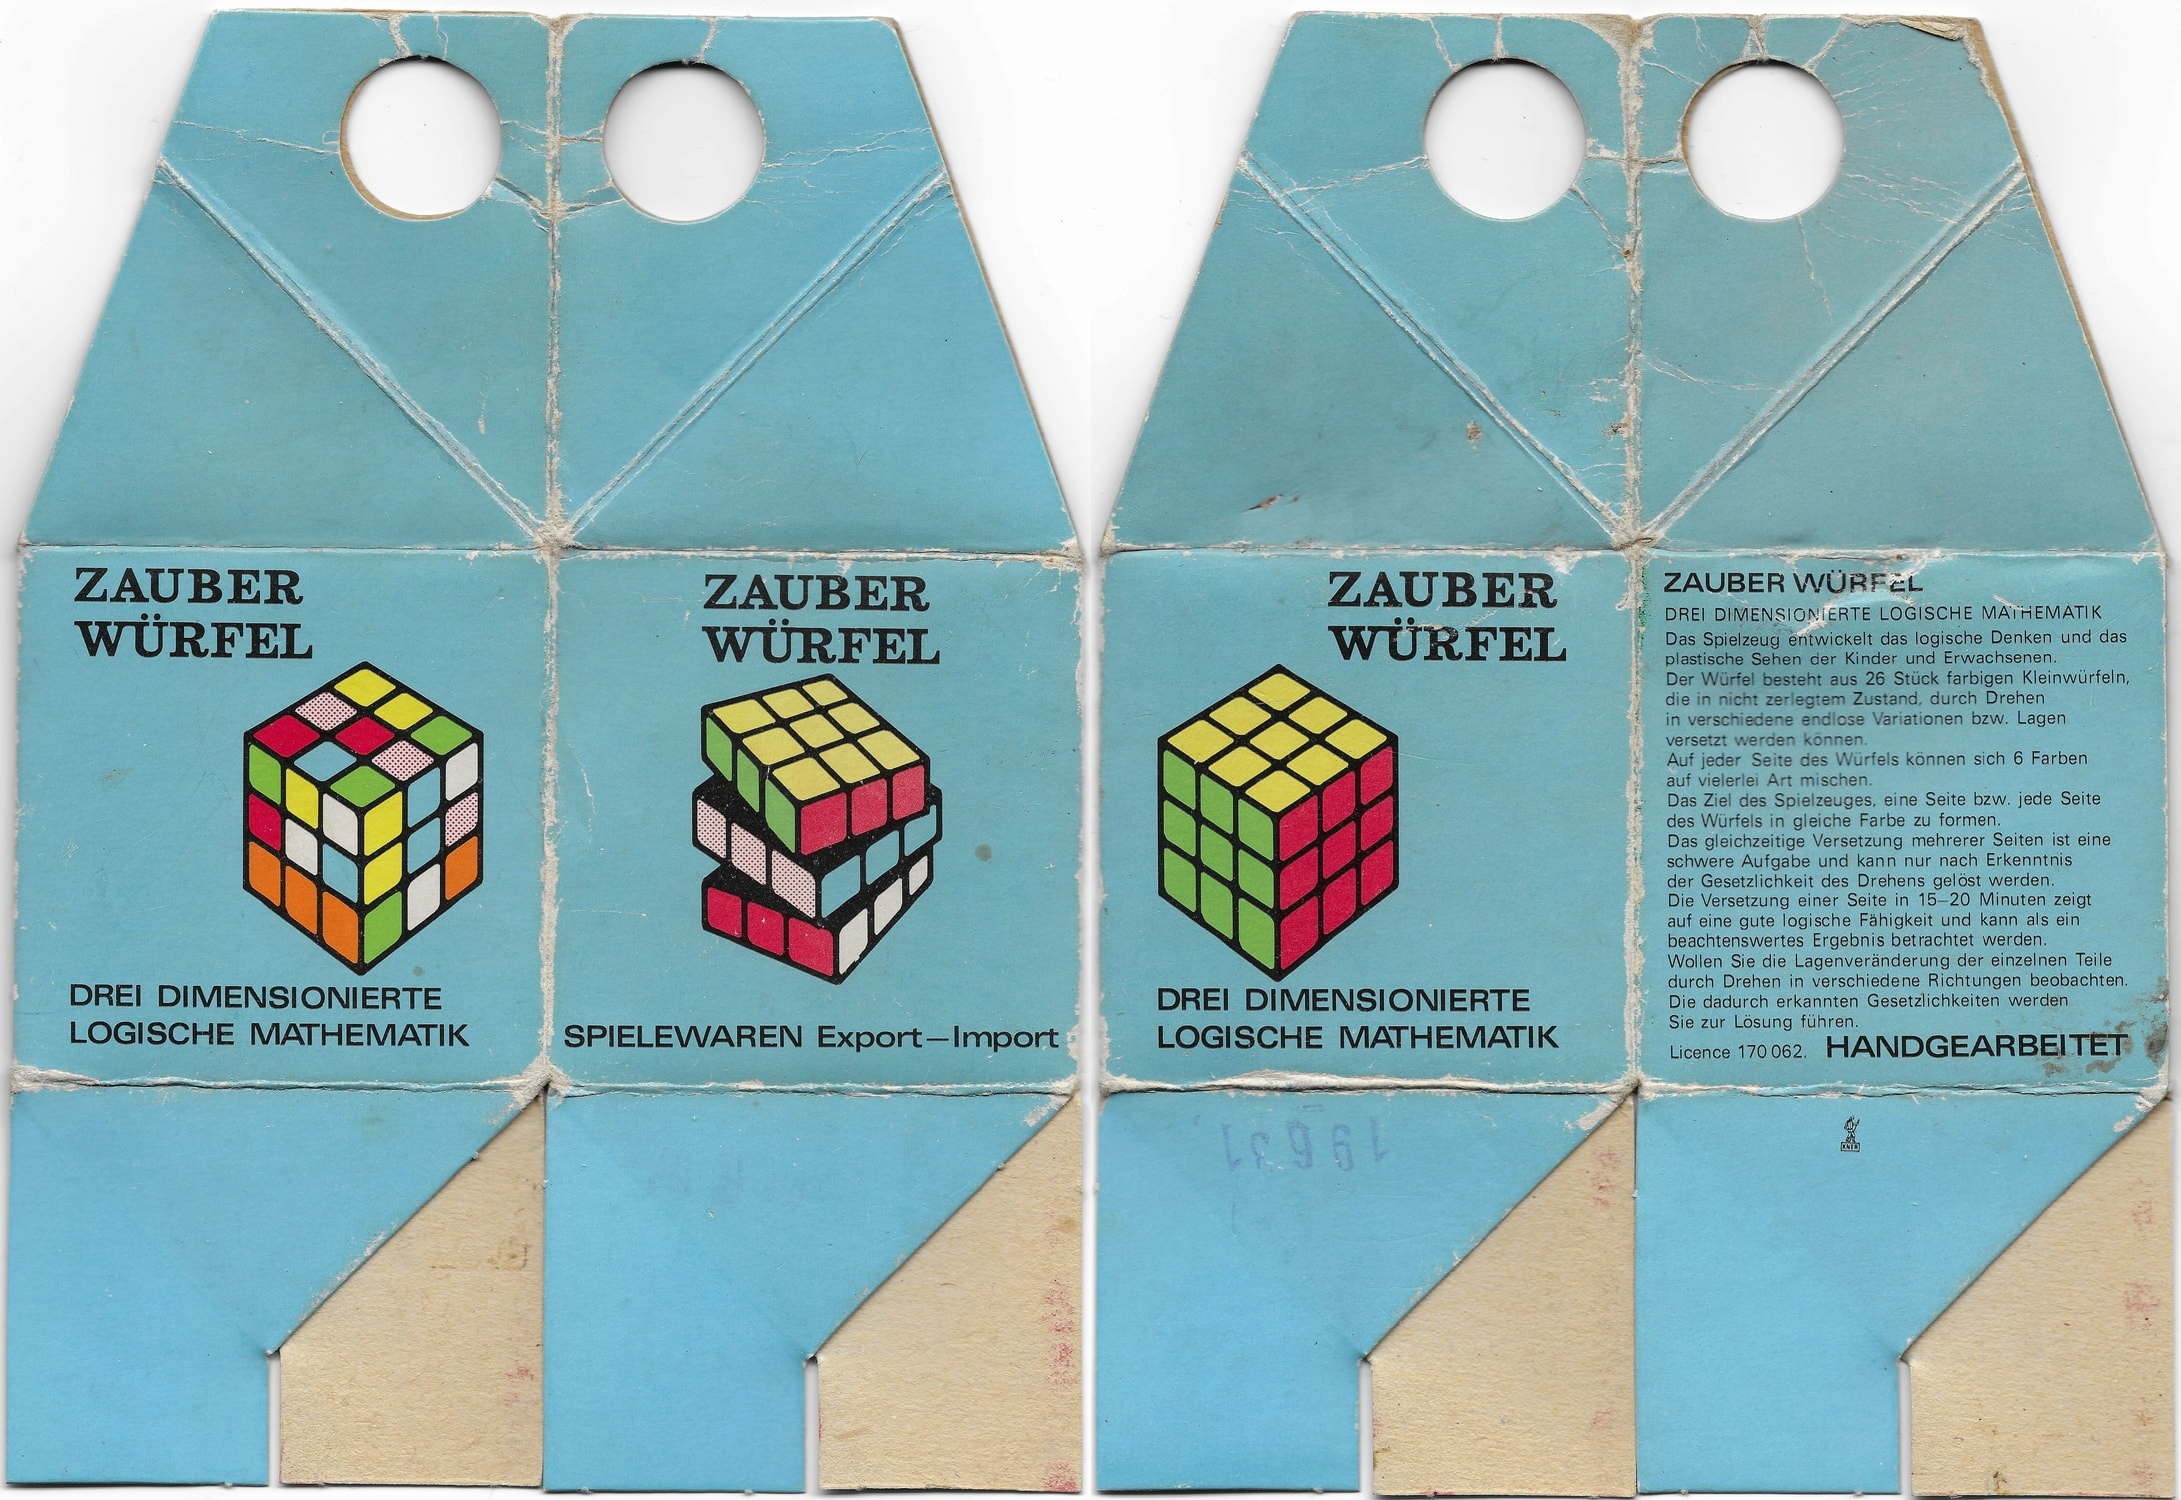 ZAUBER
WÜRFEL
DREI DIMENSIONIERTE
LOGISCHE MATHEMATIK
ZAUBER
WÜRFEL
SPIELEWAREN Export–Import
ZAUBER
WÜRFEL
DREI DIMENSIONIERTE
LOGISCHE MATHEMATIK
19631
ZAUBER WÜRFEL
DREI DIMENSIONIERTE LOGISCHE MATHEMATIK
Das Spielzeug entwickelt das logische Denken und das
plastische Sehen der Kinder und Erwachsenen.
Der Würfel besteht aus 26 Stück farbigen Kleinwürfeln,
die in nicht zerlegtem Zustand, durch Drehen
in verschiedene endlose Variationen bzw. Lagen
versetzt werden können.
Auf jeder Seite des Würfels können sich 6 Farben
auf vielerlei Art mischen.
Das Ziel des Spielzeuges, eine Seite bzw. jede Seite
des Würfels in gleiche Farbe zu formen.
Das gleichzeitige Versetzung mehrerer Seiten ist eine
schwere Aufgabe und kann nur nach Erkenntnis
der Gesetzlichkeit des Drehens gelöst werden.
Die Versetzung einer Seite in 15–20 Minuten zeigt
auf eine gute logische Fähigkeit und kann als ein
beachtenswertes Ergebnis betrachtet werden.
Wollen Sie die Lagenveränderung der einzelnen Teile
durch Drehen in verschiedene Richtungen beobachten.
Die dadurch erkannten Gesetzlichkeiten werden
Sie zur Lösung führen.
Licence 170 062. HANDGEARBEITET